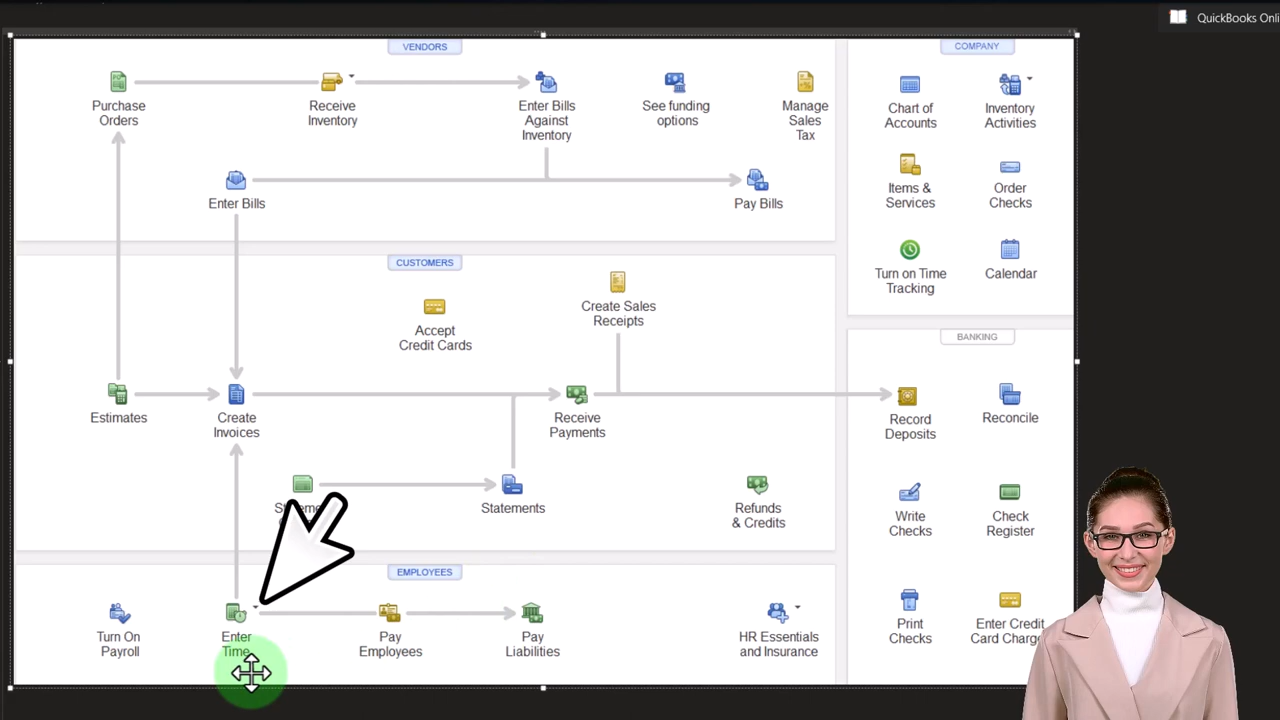 QuickBooks Onli
VENDORS
Purchase
Orders
Receive
Inventory
Enter Bills
Against
Inventory
See funding
options
Manage
Sales
Tax
Enter Bills
Pay Bills
CUSTOMERS
Create Sales
Receipts
Accept
Credit Cards
Estimates
Create
Invoices
Receive
Payments
Statements
Refunds
& Credits
EMPLOYEES
Turn On
Payroll
Enter
Time
Pay
Employees
Pay
Liabilities
HR Essentials
and Insurance
COMPANY
Chart of
Accounts
Inventory
Activities
Items &
Services
Order
Checks
Turn on Time
Tracking
Calendar
BANKING
Record
Deposits
Reconcile
Write
Checks
Check
Register
Print
Checks
Enter Credit
Card Charge